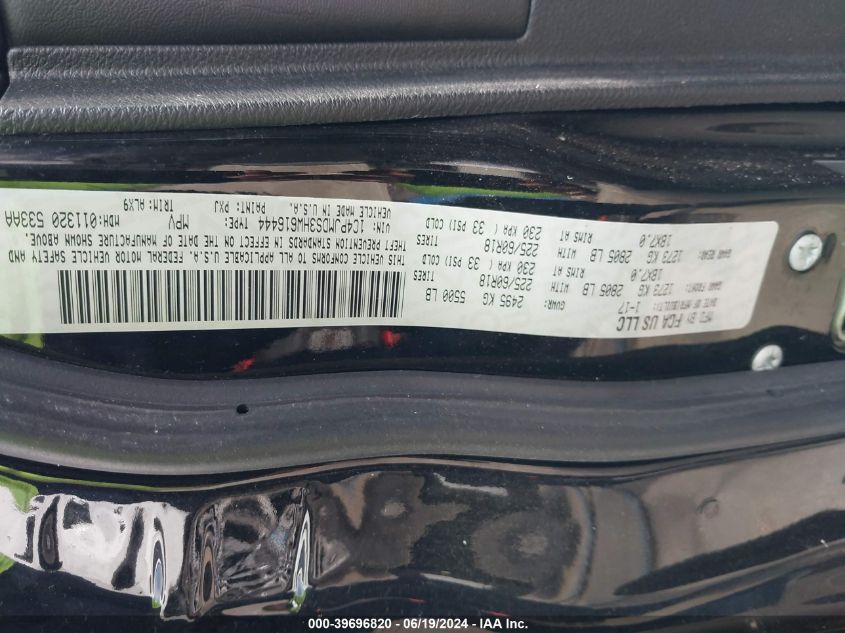 MFD BY FCA US LLC
DATE OF MFR (BUILT): 1-17
GVWR: 2495 KG 5500 LB
GAWR FRONT: 1273 KG 2805 LB WITH 225/60R18 TIRES
18X7.0 RIMS AT 230 KPA ( 33 PSI) COLD
GAWR REAR: 1273 KG 2805 LB WITH 225/60R18 TIRES
18X7.0 RIMS AT 230 KPA ( 33 PSI) COLD
THIS VEHICLE CONFORMS TO ALL APPLICABLE U.S.A. FEDERAL MOTOR VEHICLE SAFETY AND
THEFT PREVENTION STANDARDS IN EFFECT ON THE DATE OF MANUFACTURE SHOWN ABOVE.
VIN: 1C4PJMDS3HW616444 TYPE: MPV MDH: 011320 533AA
VEHICLE MADE IN U.S.A. PAINT: PXJ TRIM: ALX9
000-39696820 - 06/19/2024 - IAA Inc.